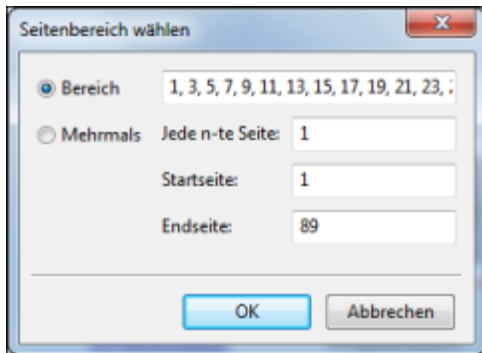 Seitenbereich wählen
Bereich 1, 3, 5, 7, 9, 11, 13, 15, 17, 19, 21, 23,
Mehrmals Jede n-te Seite: 1
Startseite: 1
Endseite: 89
OK Abbrechen